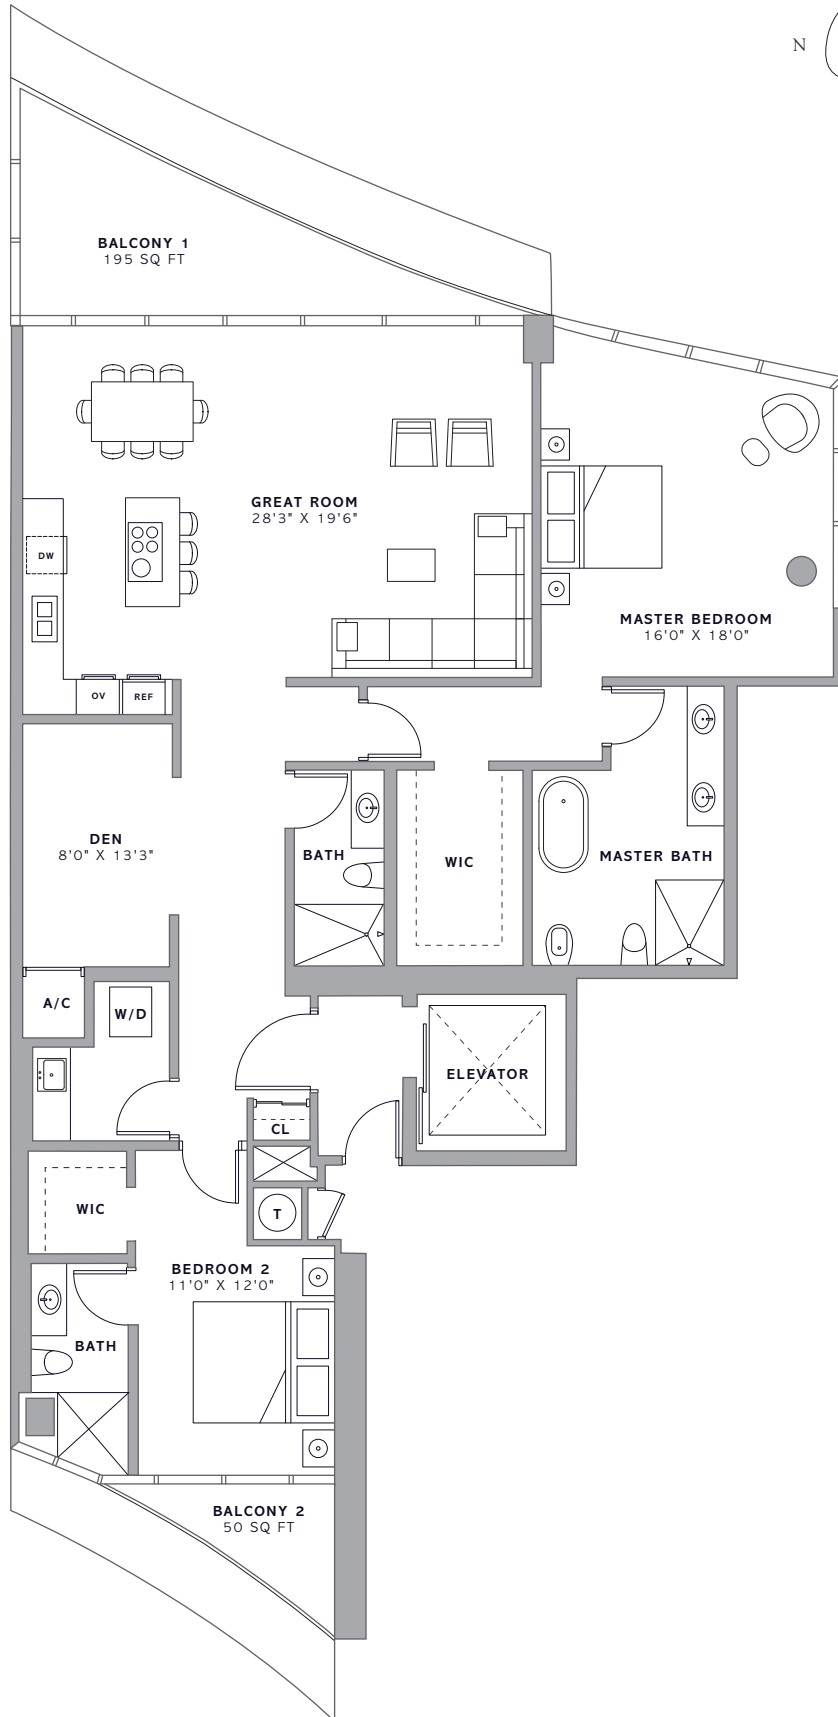 N
BALCONY 1
195 SQ FT
GREAT ROOM
28'3" X 19'6"
DW
MASTER BEDROOM
16'0" X 18'0"
OV
REF
DEN
8'0" X 13'3"
BATH
WIC
MASTER BATH
A/C
W/D
ELEVATOR
CL
WIC
T
BEDROOM 2
11'0" X 12'0"
BATH
BALCONY 2
50 SQ FT